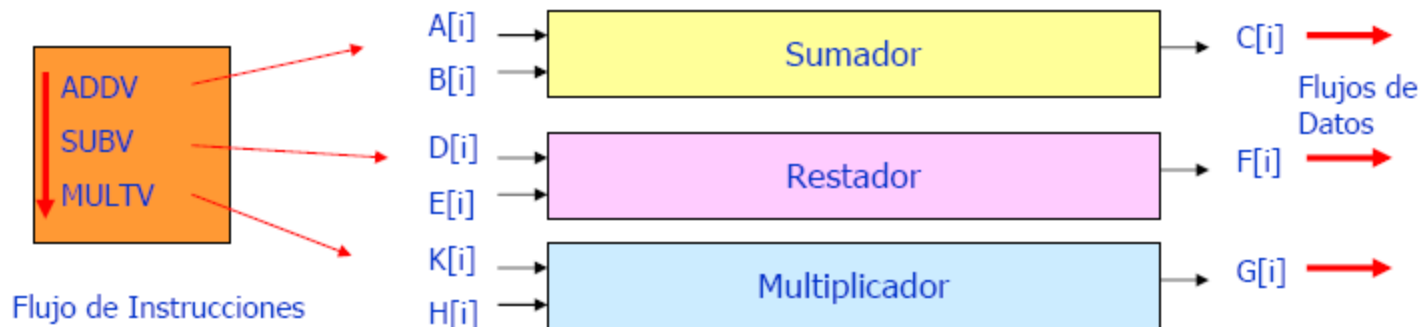 ADDV
SUBV
MULTV
Flujo de Instrucciones
A[i]
B[i]
Sumador
C[i]
D[i]
E[i]
Restador
F[i]
K[i]
H[i]
Multiplicador
G[i]
Flujos de
Datos